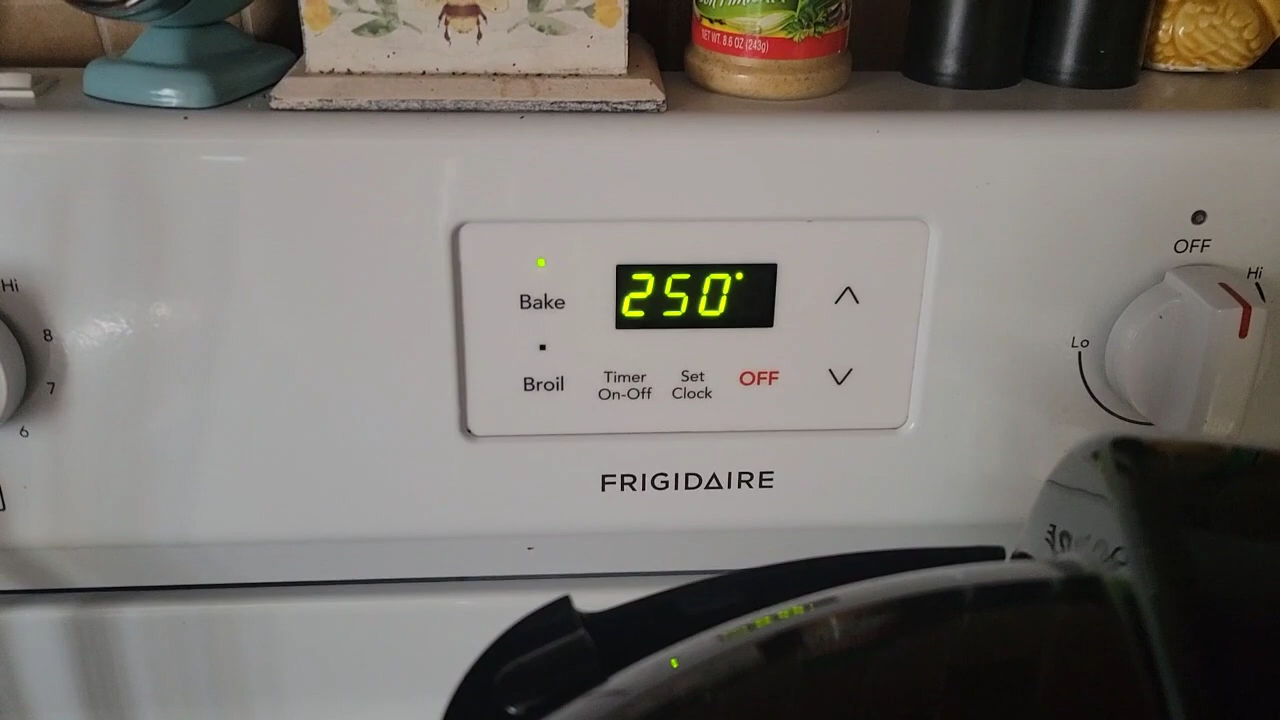 NET WT. 8.6 OZ (243g)
OFF
Hi
Hi
8
7
6
Bake
250°
Broil
Timer
On-Off
Set
Clock
OFF
Lo
FRIGIDAIRE